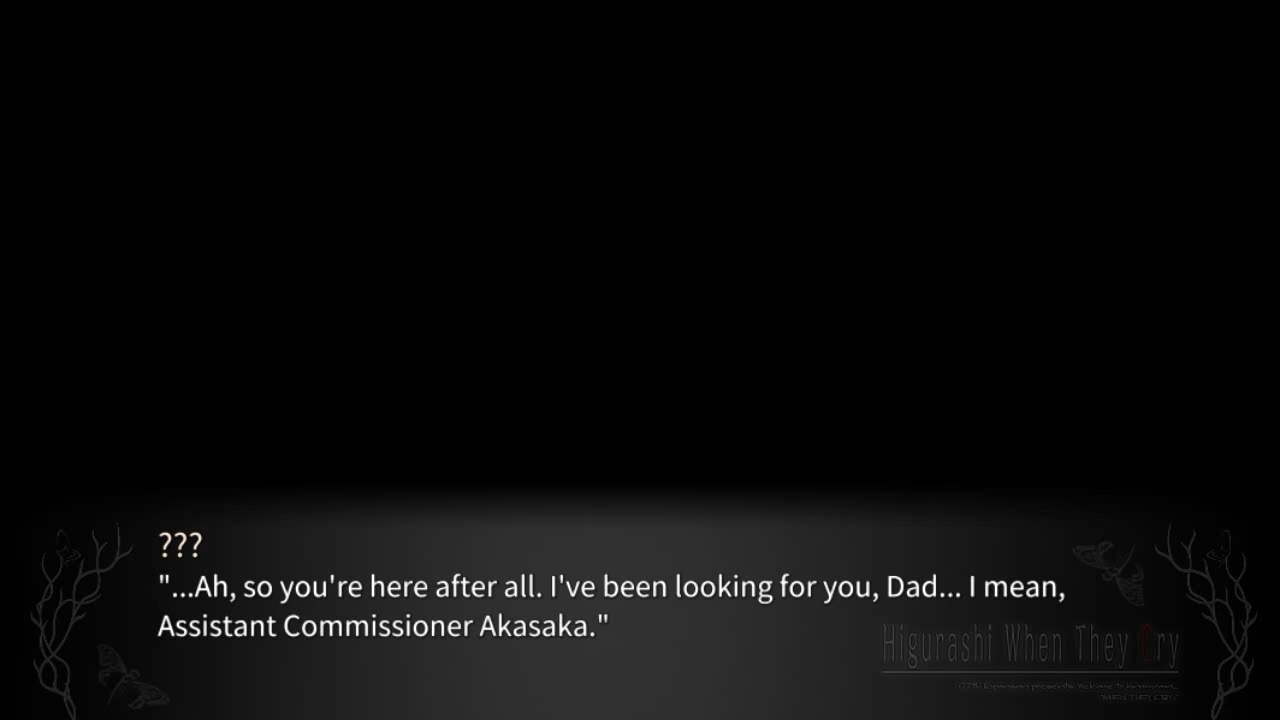 ???
"...Ah, so you're here after all. I've been looking for you, Dad... I mean,
Assistant Commissioner Akasaka."
Higurashi When They Cry